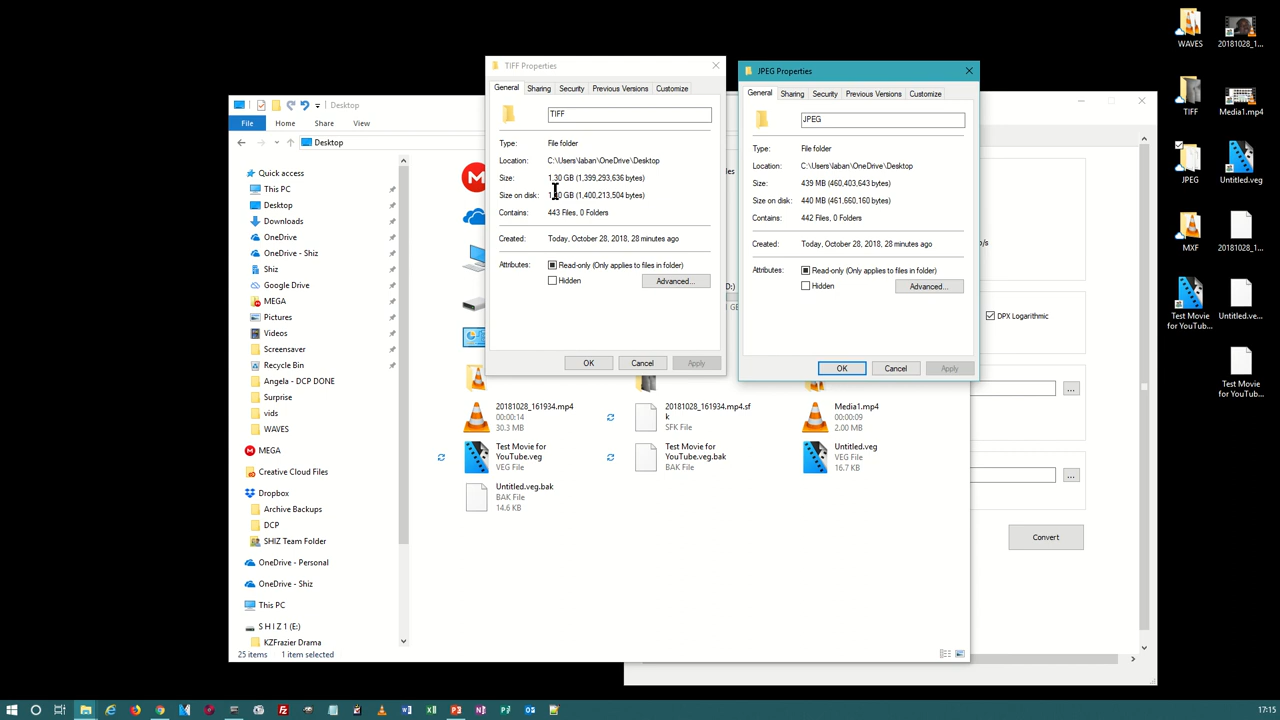 WAVES
20181028_1...
TIFF
Media1.mp4
JPEG
Untitled.veg
MXF
20181028_1...
Test Movie for YouTub...
Untitled.ve...
Test Movie for YouTub...
TIFF Properties
General Sharing Security Previous Versions Customize
TIFF
Type: File folder
Location: C:\Users\laban\OneDrive\Desktop
Size: 1.30 GB (1,399,293,636 bytes)
Size on disk: GB (1,400,213,504 bytes)
Contains: 443 Files, 0 Folders
Created: Today, October 28, 2018, 28 minutes ago
Attributes: Read-only (Only applies to files in folder)
Hidden
Advanced...
OK Cancel Apply
JPEG Properties
General Sharing Security Previous Versions Customize
JPEG
Type: File folder
Location: C:\Users\laban\OneDrive\Desktop
Size: 439 MB (460,403,643 bytes)
Size on disk: 440 MB (461,660,160 bytes)
Contains: 442 Files, 0 Folders
Created: Today, October 28, 2018, 28 minutes ago
Attributes: Read-only (Only applies to files in folder)
Hidden
Advanced...
OK Cancel Apply
Desktop
File Home Share View
Desktop
Quick access
This PC
Desktop
Downloads
OneDrive
OneDrive - Shiz
Shiz
Google Drive
MEGA
Pictures
Videos
Screensaver
Recycle Bin
Angela - DCP DONE
Surprise
vids
WAVES
MEGA
Creative Cloud Files
Dropbox
Archive Backups
DCP
SHIZ Team Folder
OneDrive - Personal
OneDrive - Shiz
This PC
S H I Z 1 (E:)
KZFrazier Drama
25 items 1 item selected
20181028_161934.mp4
00:00:14
30.3 MB
20181028_161934.mp4.sf
k
SFK File
Media1.mp4
00:00:09
2.00 MB
Test Movie for
YouTube.veg
VEG File
Test Movie for
YouTube.veg.bak
BAK File
Untitled.veg
VEG File
16.7 KB
Untitled.veg.bak
BAK File
14.6 KB
D:)
DPX Logarithmic
...
...
Convert
17:15